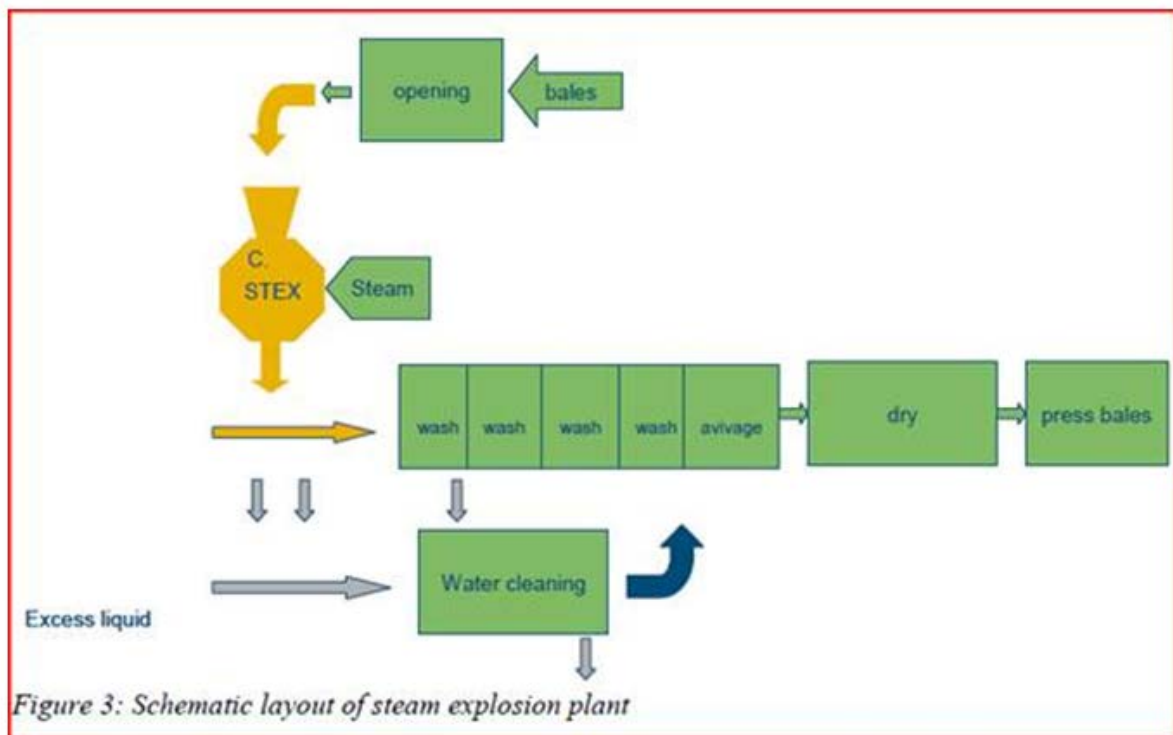 opening
bales
C.
STEX
Steam
wash
wash
wash
wash
avivage
dry
press bales
Water cleaning
Excess liquid
Figure 3: Schematic layout of steam explosion plant